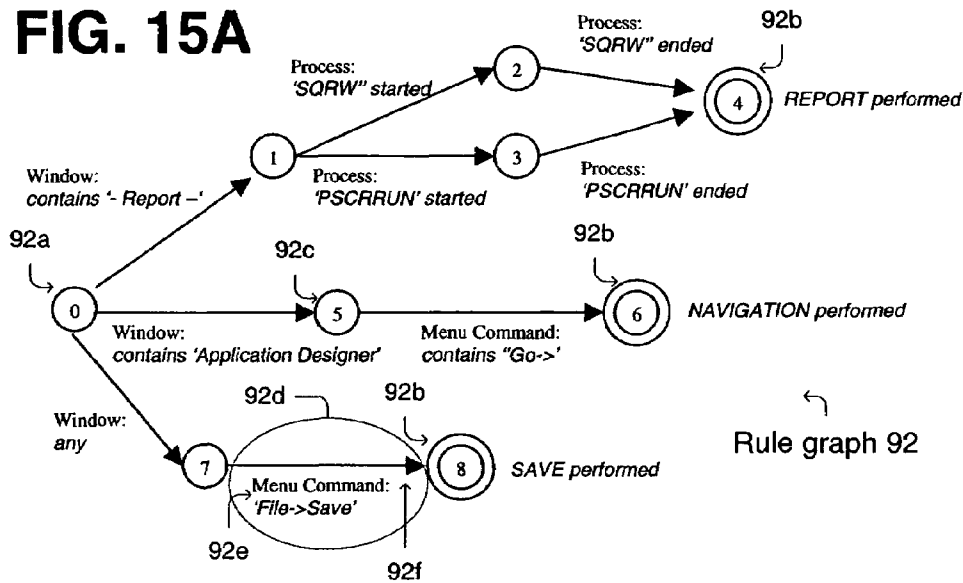 FIG. 15A
Process:
'SQRW" started
Process:
'SQRW" ended
92b
2
4
REPORT performed
1
3
Process:
'PSCRRUN' started
Process:
'PSCRRUN' ended
Window:
contains '- Report –'
92a
92c
92b
0
5
6
NAVIGATION performed
Window:
contains 'Application Designer'
Menu Command:
contains "Go->'
92d
92b
Window:
any
7
8
SAVE performed
Menu Command:
'File->Save'
92e
92f
Rule graph 92